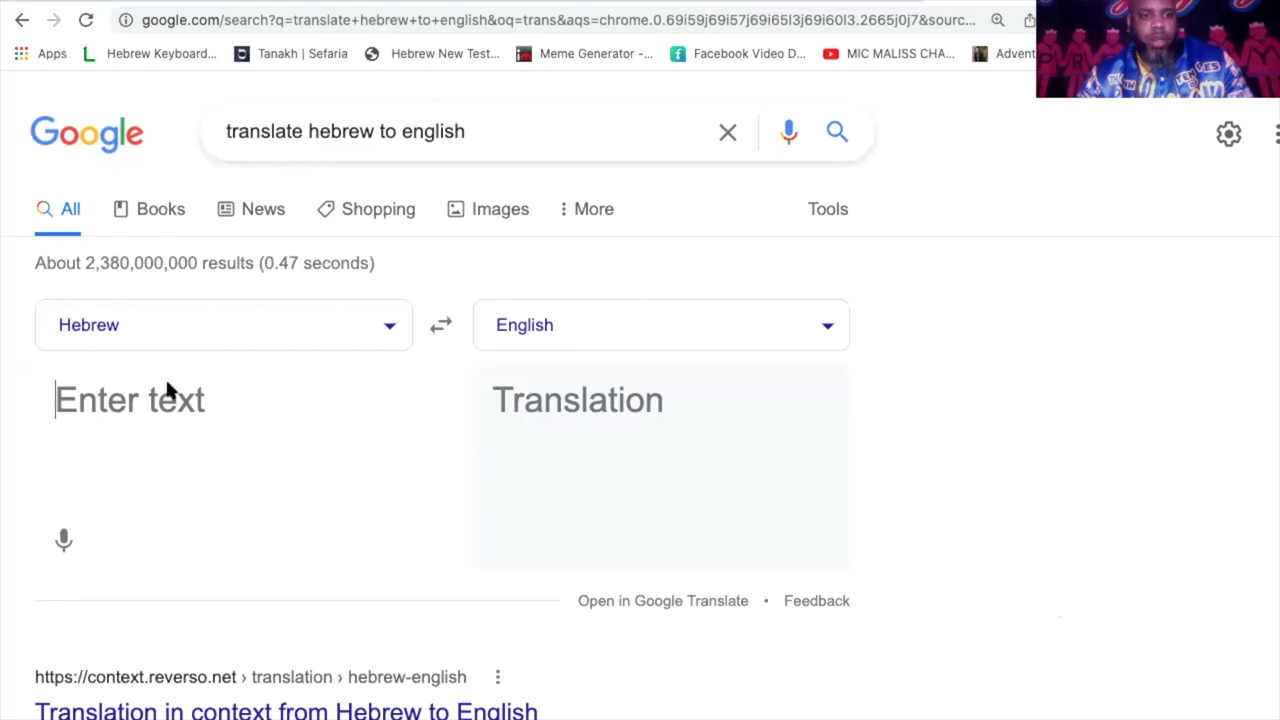 google.com/search?q=translate+hebrew+to+english&oq=trans&aqs=chrome.0.69i59j69i57j69i65l3j69i60l3.2665j0j7&sourc...
Apps Hebrew Keyboard... Tanakh | Sefaria Hebrew New Test... Meme Generator -... Facebook Video D... MIC MALISS CHA... Advent
Google translate hebrew to english
All Books News Shopping Images More Tools
About 2,380,000,000 results (0.47 seconds)
Hebrew English
Enter text Translation
Open in Google Translate • Feedback
https://context.reverso.net › translation › hebrew-english
Translation in context from Hebrew to English